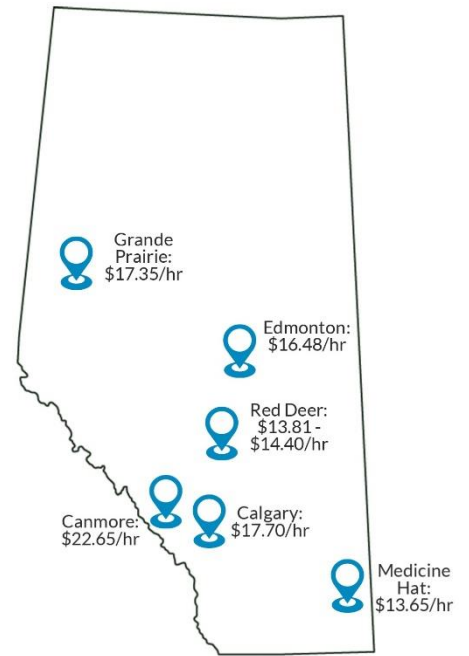 Grande
Prairie:
$17.35/hr
Edmonton:
$16.48/hr
Red Deer:
$13.81 -
$14.40/hr
Canmore:
$22.65/hr
Calgary:
$17.70/hr
Medicine
Hat:
$13.65/hr